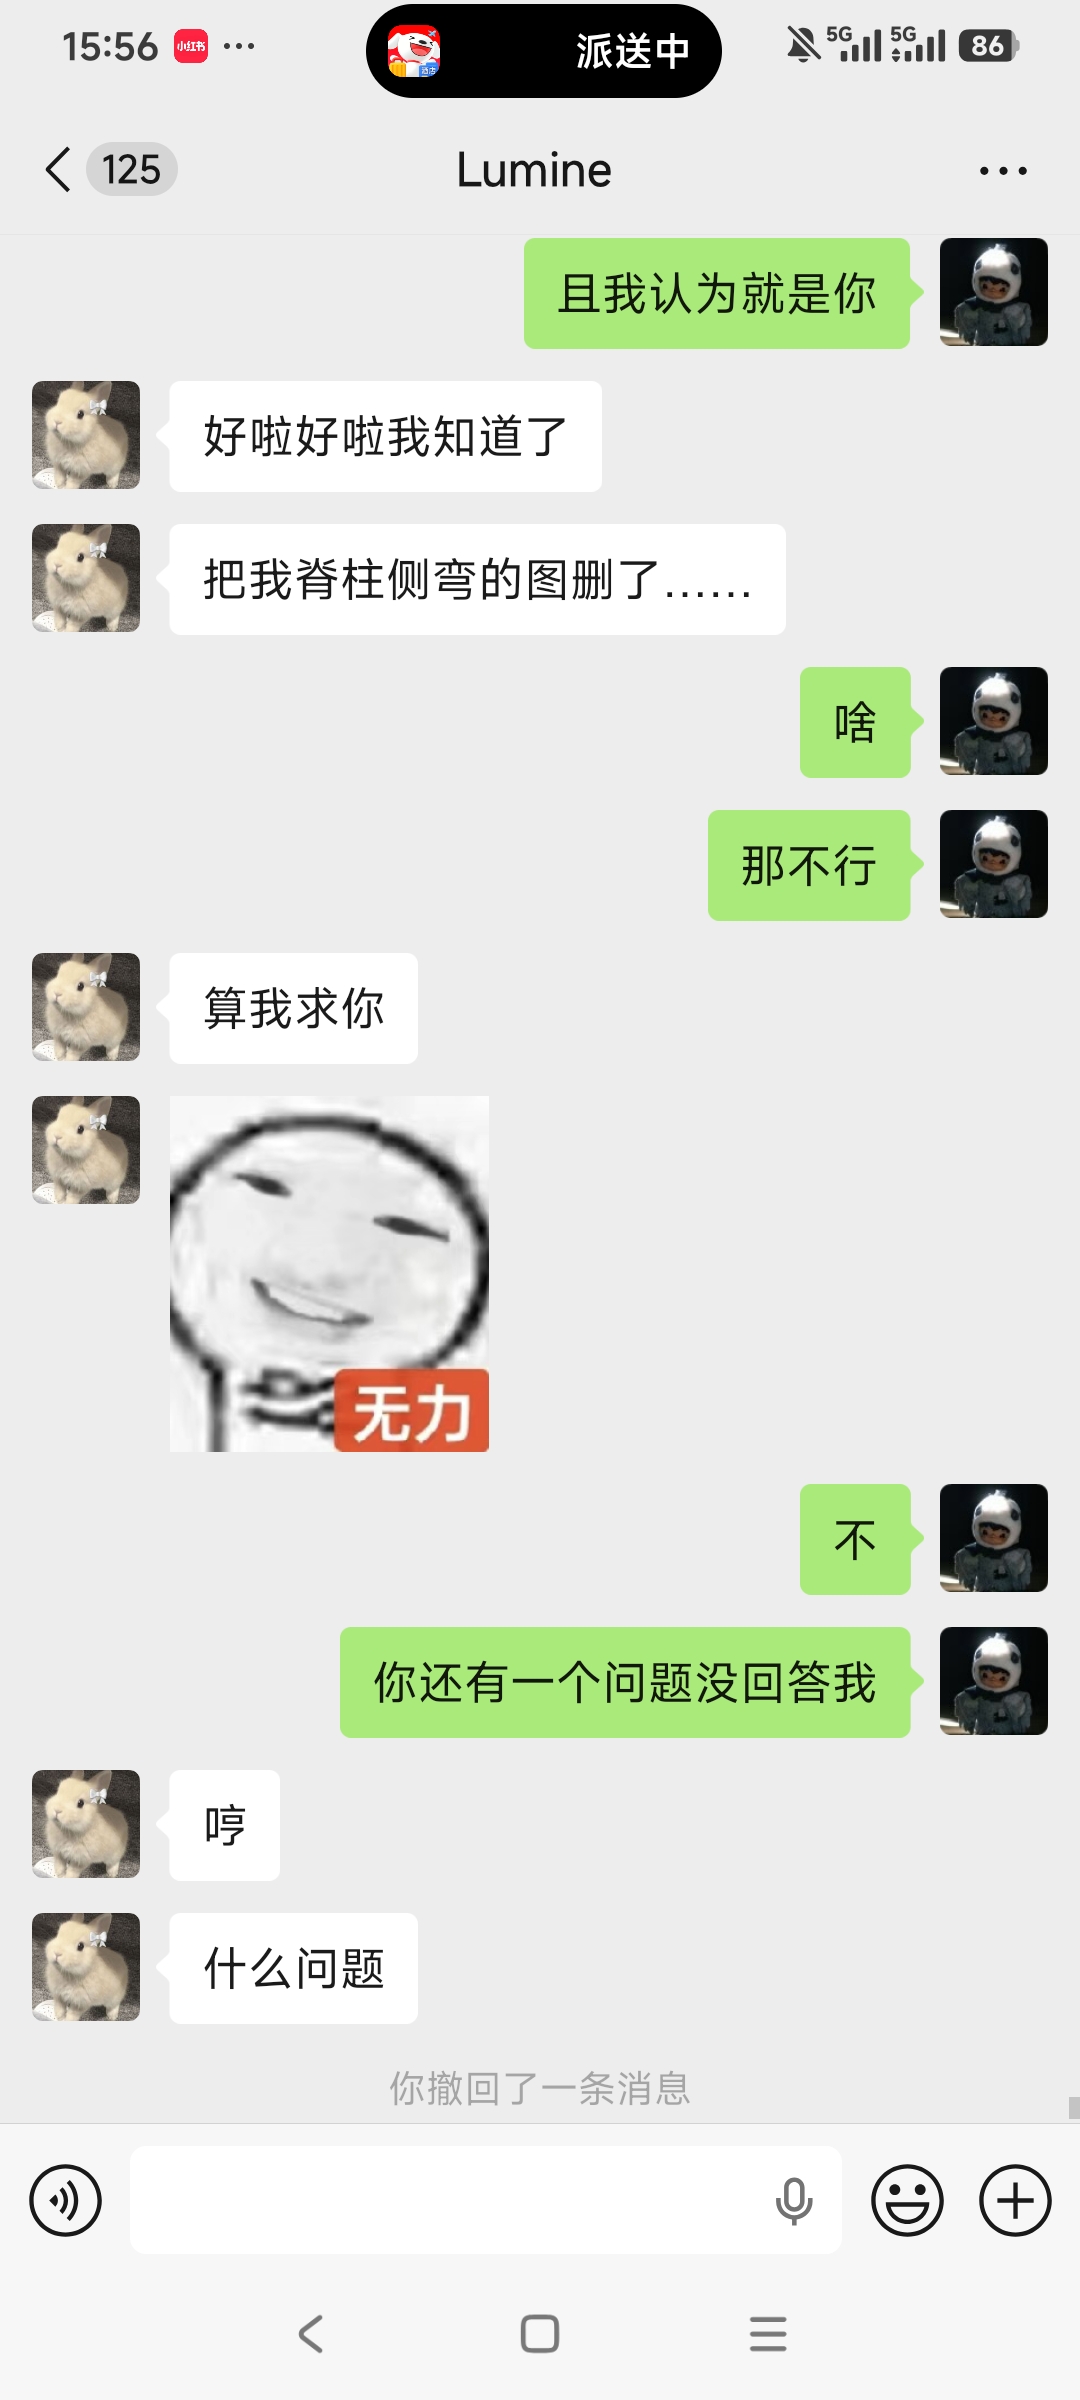 15:56
小红书
派送中
5G
5G
86
125
Lumine
且我认为就是你
好啦好啦我知道了
把我脊柱侧弯的图删了……
啥
那不行
算我求你
无力
不
你还有一个问题没回答我
哼
什么问题
你撤回了一条消息